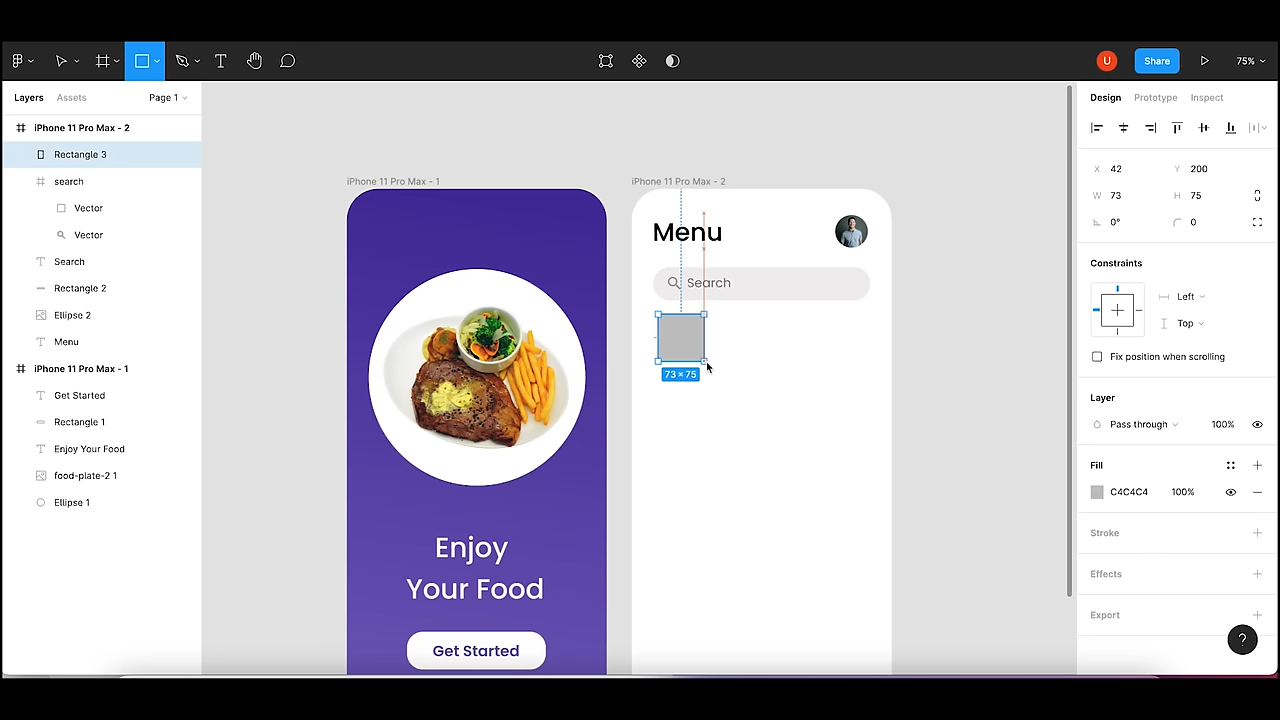 U
Share
75%
Layers
Assets
Page 1
iPhone 11 Pro Max - 2
Rectangle 3
search
Vector
Vector
Search
Rectangle 2
Ellipse 2
Menu
iPhone 11 Pro Max - 1
Get Started
Rectangle 1
Enjoy Your Food
food-plate-2 1
Ellipse 1
iPhone 11 Pro Max - 1
Enjoy
Your Food
Get Started
iPhone 11 Pro Max - 2
Menu
Search
73 × 75
Design
Prototype
Inspect
X 42 Y 200
W 73 H 75
0° 0
Constraints
Left
Top
Fix position when scrolling
Layer
Pass through 100%
Fill
C4C4C4 100%
Stroke
Effects
Export
?